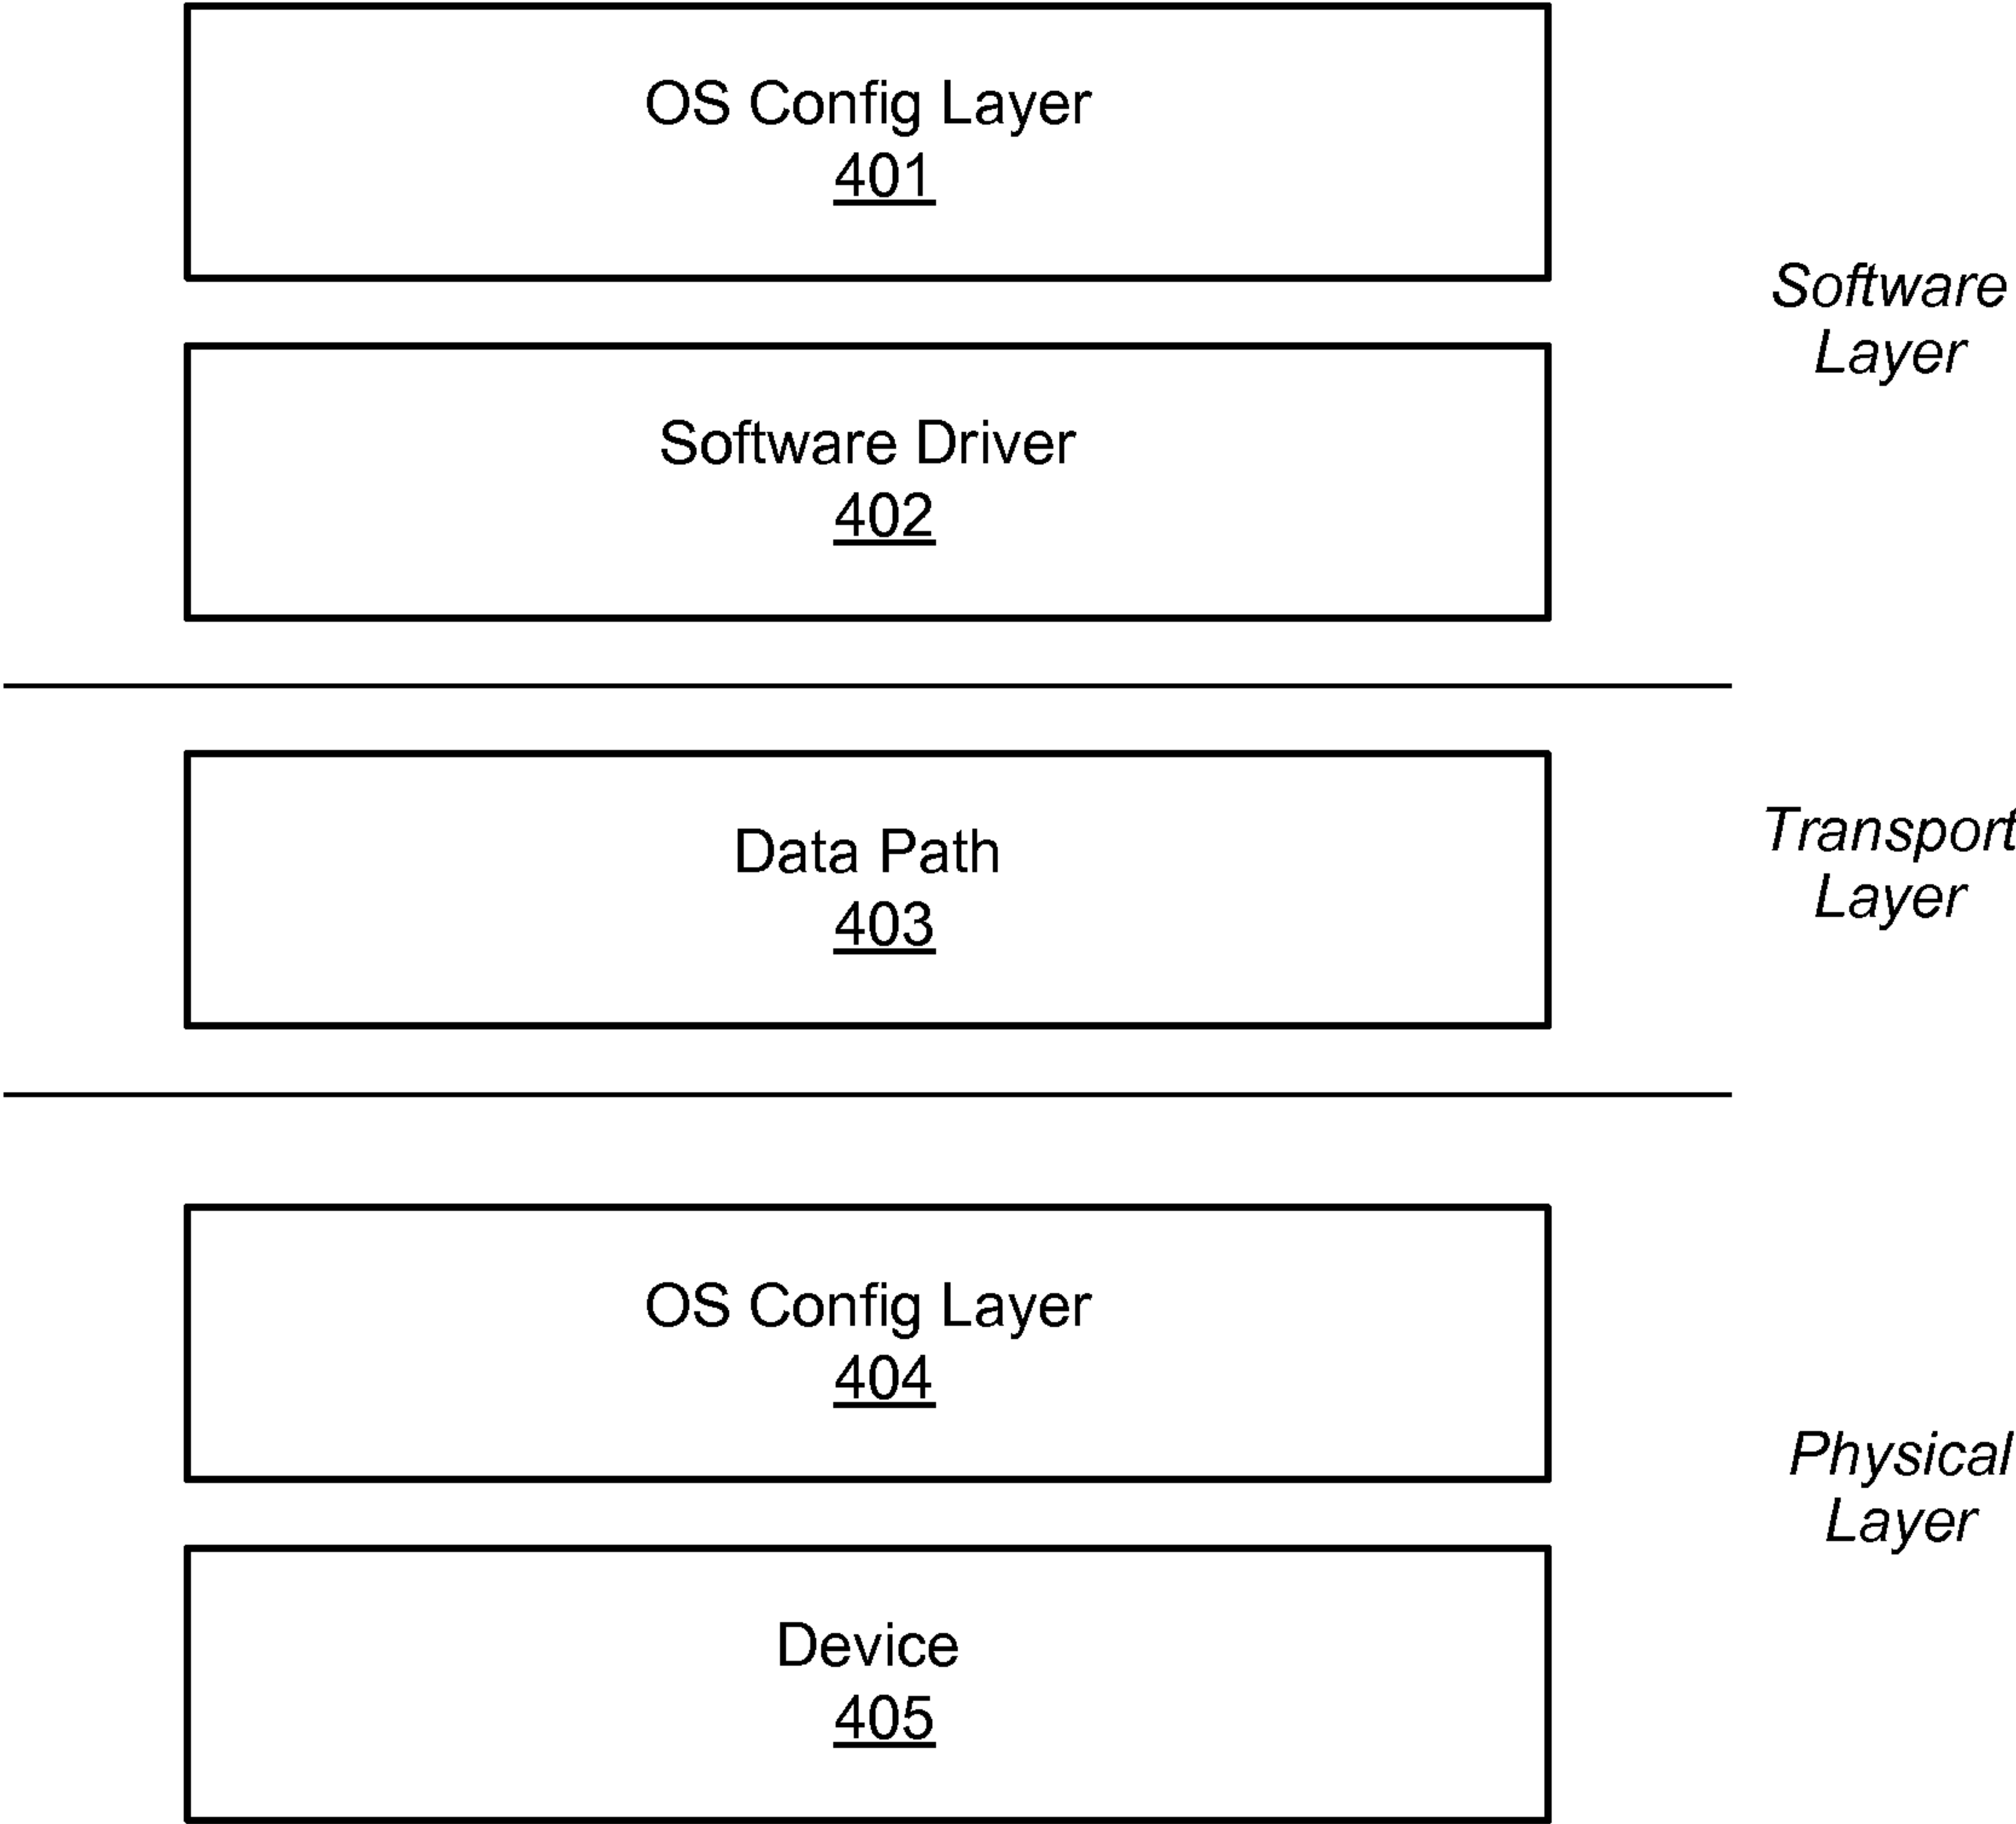 OS Config Layer
401
Software Driver
402
Software
Layer
Data Path
403
Transport
Layer
OS Config Layer
404
Device
405
Physical
Layer